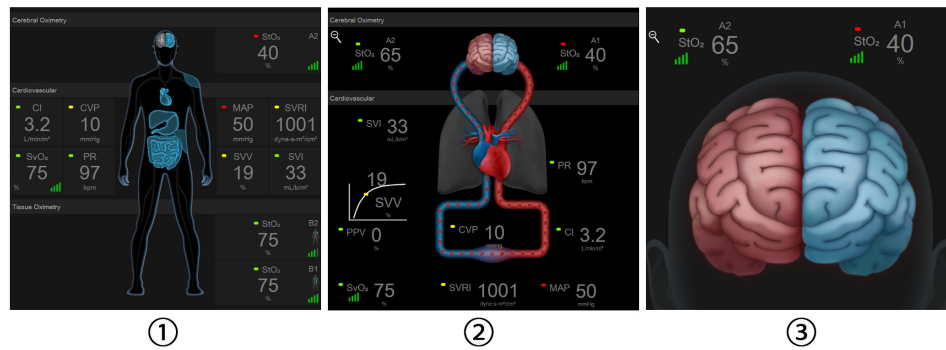 Cerebral Oximetry
StO₂ A2
40
%
Cardiovascular
CI
3.2
L/min/m²
CVP
10
mmHg
MAP
50
mmHg
SVRI
1001
dyne-s-m²/cm⁵
SvO₂
75
%
PR
97
bpm
SVV
19
%
SVI
33
mL/b/m²
Tissue Oximetry
StO₂ B2
75
%
StO₂ B1
75
%
①
Cerebral Oximetry
A2
StO₂ 65
%
A1
StO₂ 40
%
Cardiovascular
SVI 33
mL/b/m²
PR 97
bpm
19
SVV
%
PPV 0
%
CVP 10
mmHg
CI 3.2
L/min/m²
SvO₂ 75
%
SVRI 1001
dyne-s-m²/cm⁵
MAP 50
mmHg
②
A2
StO₂ 65
%
A1
StO₂ 40
%
③